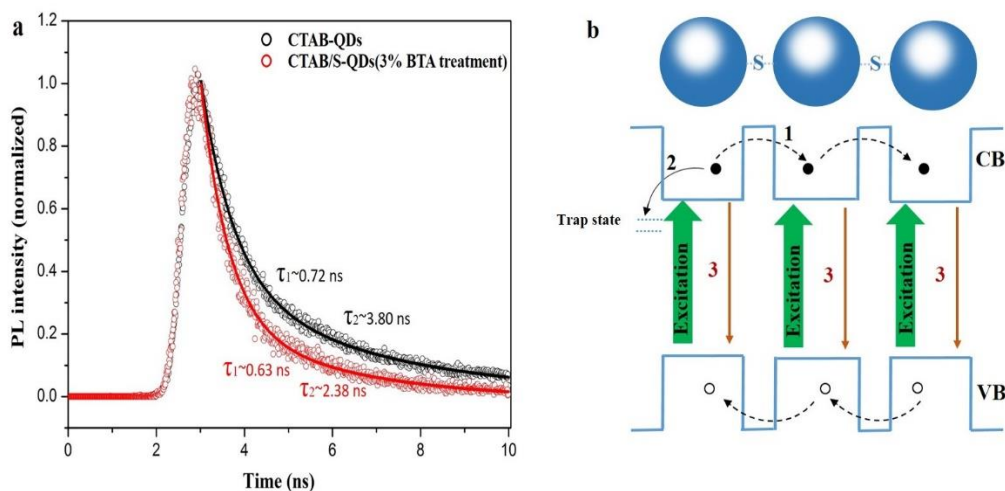 a
1.2
1.0
0.8
0.6
0.4
0.2
0.0
PL intensity (normalized)
CTAB-QDs
CTAB/S-QDs(3% BTA treatment)
τ1~0.72 ns
τ2~3.80 ns
τ1~0.63 ns
τ2~2.38 ns
0 2 4 6 8 10
Time (ns)
b
S S
1
CB
2
Trap state
Excitation
3
Excitation
3
Excitation
3
VB